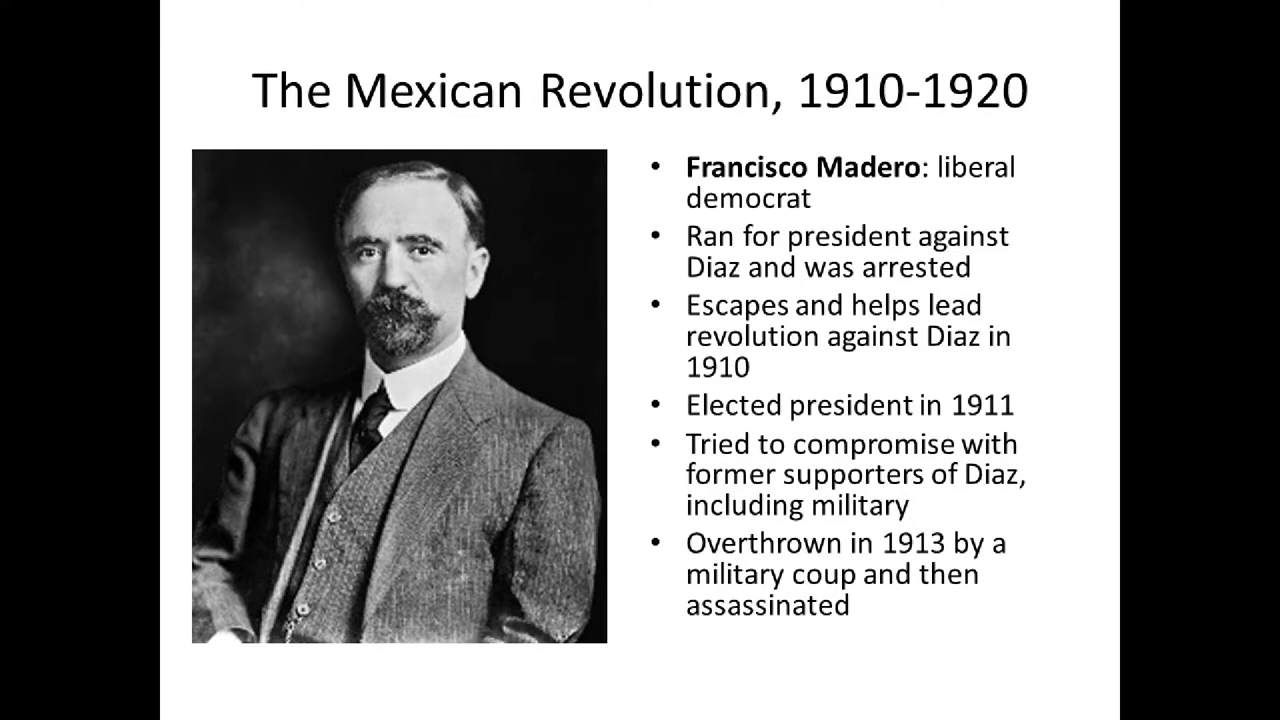 The Mexican Revolution, 1910-1920
• Francisco Madero: liberal
democrat
• Ran for president against
Diaz and was arrested
• Escapes and helps lead
revolution against Diaz in
1910
• Elected president in 1911
• Tried to compromise with
former supporters of Diaz,
including military
• Overthrown in 1913 by a
military coup and then
assassinated